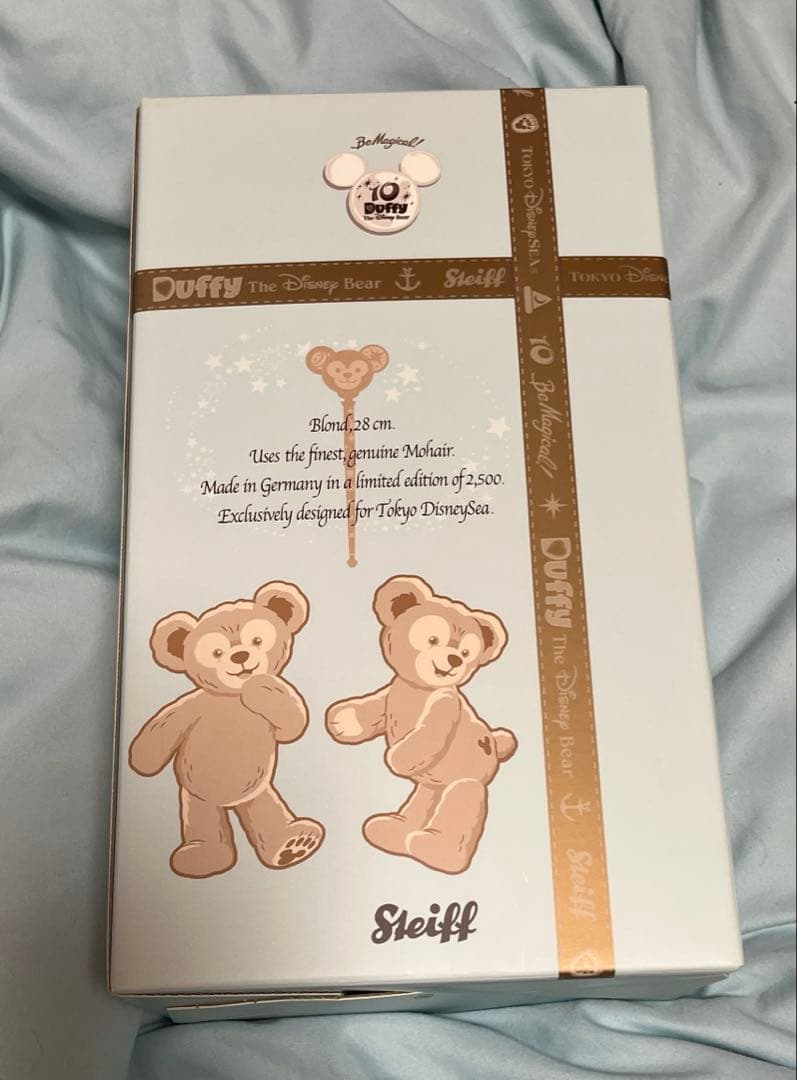 Be Magical!
10
Duffy
The Disney Bear
Duffy The Disney Bear Steiff TOKYO Disn
TOKYO DISNEYSEA
10 Be Magical!
Duffy The Disney Bear
Steiff
Blond, 28 cm.
Uses the finest, genuine Mohair.
Made in Germany in a limited edition of 2,500.
Exclusively designed for Tokyo DisneySea.
Steiff